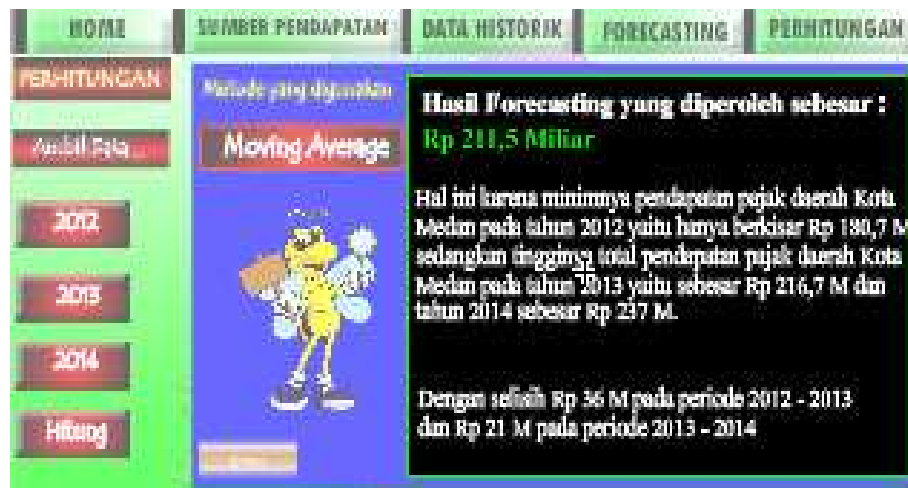 HOME
SUMBER PENDAPATAN
DATA HISTORIK
FORECASTING
PERHITUNGAN
PERHITUNGAN
Ambil Data ...
2012
2013
2014
Hitung
Metode yang digunakan
Moving Average
Hasil Forecasting yang diperoleh sebesar :
Rp 211,5 Miliar
Hal ini karena minimnya pendapatan pajak daerah Kota
Medan pada tahun 2012 yaitu hanya berkisar Rp 180,7 M
sedangkan tingginya total pendapatan pajak daerah Kota
Medan pada tahun 2013 yaitu sebesar Rp 216,7 M dan
tahun 2014 sebesar Rp 237 M.
Dengan selisih Rp 36 M pada periode 2012 - 2013
dan Rp 21 M pada periode 2013 - 2014